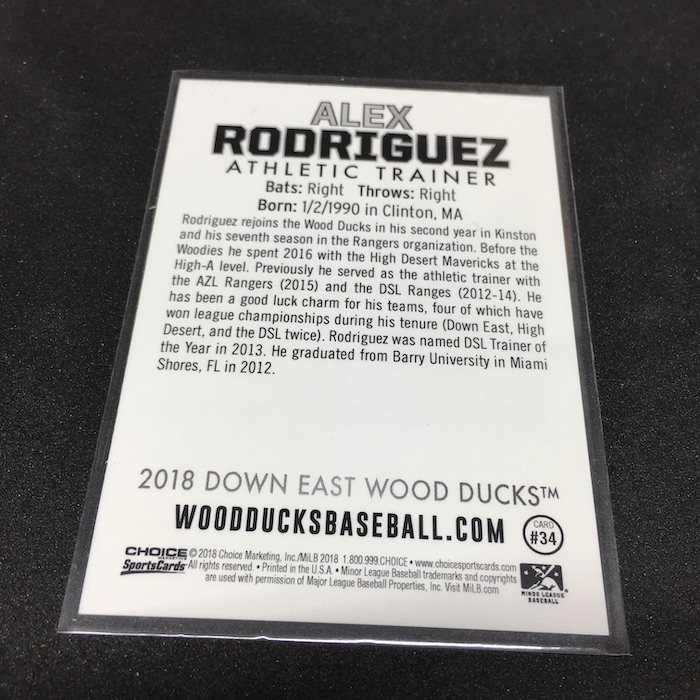 ALEX
RODRIGUEZ
ATHLETIC TRAINER
Bats: Right Throws: Right
Born: 1/2/1990 in Clinton, MA
Rodriguez rejoins the Wood Ducks in his second year in Kinston
and his seventh season in the Rangers organization. Before the
Woodies he spent 2016 with the High Desert Mavericks at the
High-A level. Previously he served as the athletic trainer with
the AZL Rangers (2015) and the DSL Ranges (2012-14). He
has been a good luck charm for his teams, four of which have
won league championships during his tenure (Down East, High
Desert, and the DSL twice). Rodriguez was named DSL Trainer of
the Year in 2013. He graduated from Barry University in Miami
Shores, FL in 2012.
2018 DOWN EAST WOOD DUCKS™
WOODDUCKSBASEBALL.COM
CARD
#34
CHOICE
MARKETING
SportsCards
© 2018 Choice Marketing, Inc./MiLB 2018 1.800.999.CHOICE • www.choicesportscards.com
All rights reserved. • Printed in the U.S.A. • Minor League Baseball trademarks and copyrights
are used with permission of Major League Baseball Properties, Inc. Visit MiLB.com
MINOR LEAGUE
BASEBALL